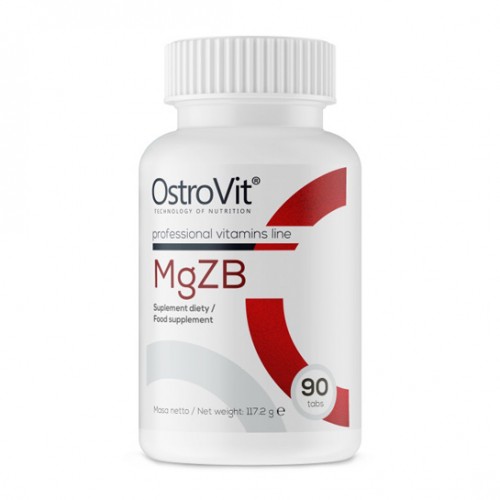 OstroVit®
TECHNOLOGY OF NUTRITION
professional vitamins line
MgZB
Suplement diety /
Food supplement
90
tabs
Masa netto / Net weight: 117.2 g ℮